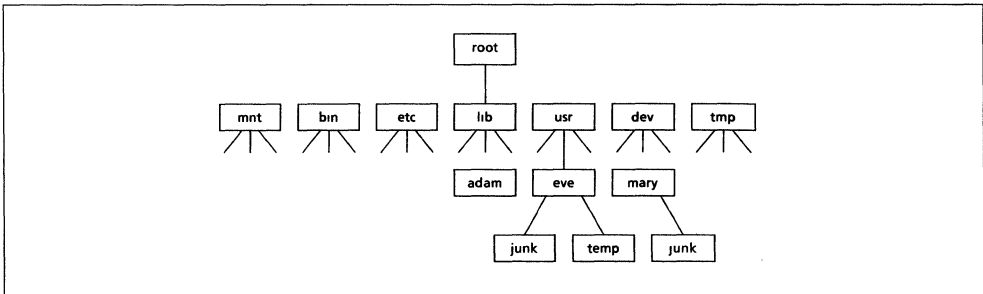 root
mnt bin etc lib usr dev tmp
adam eve mary
junk temp junk